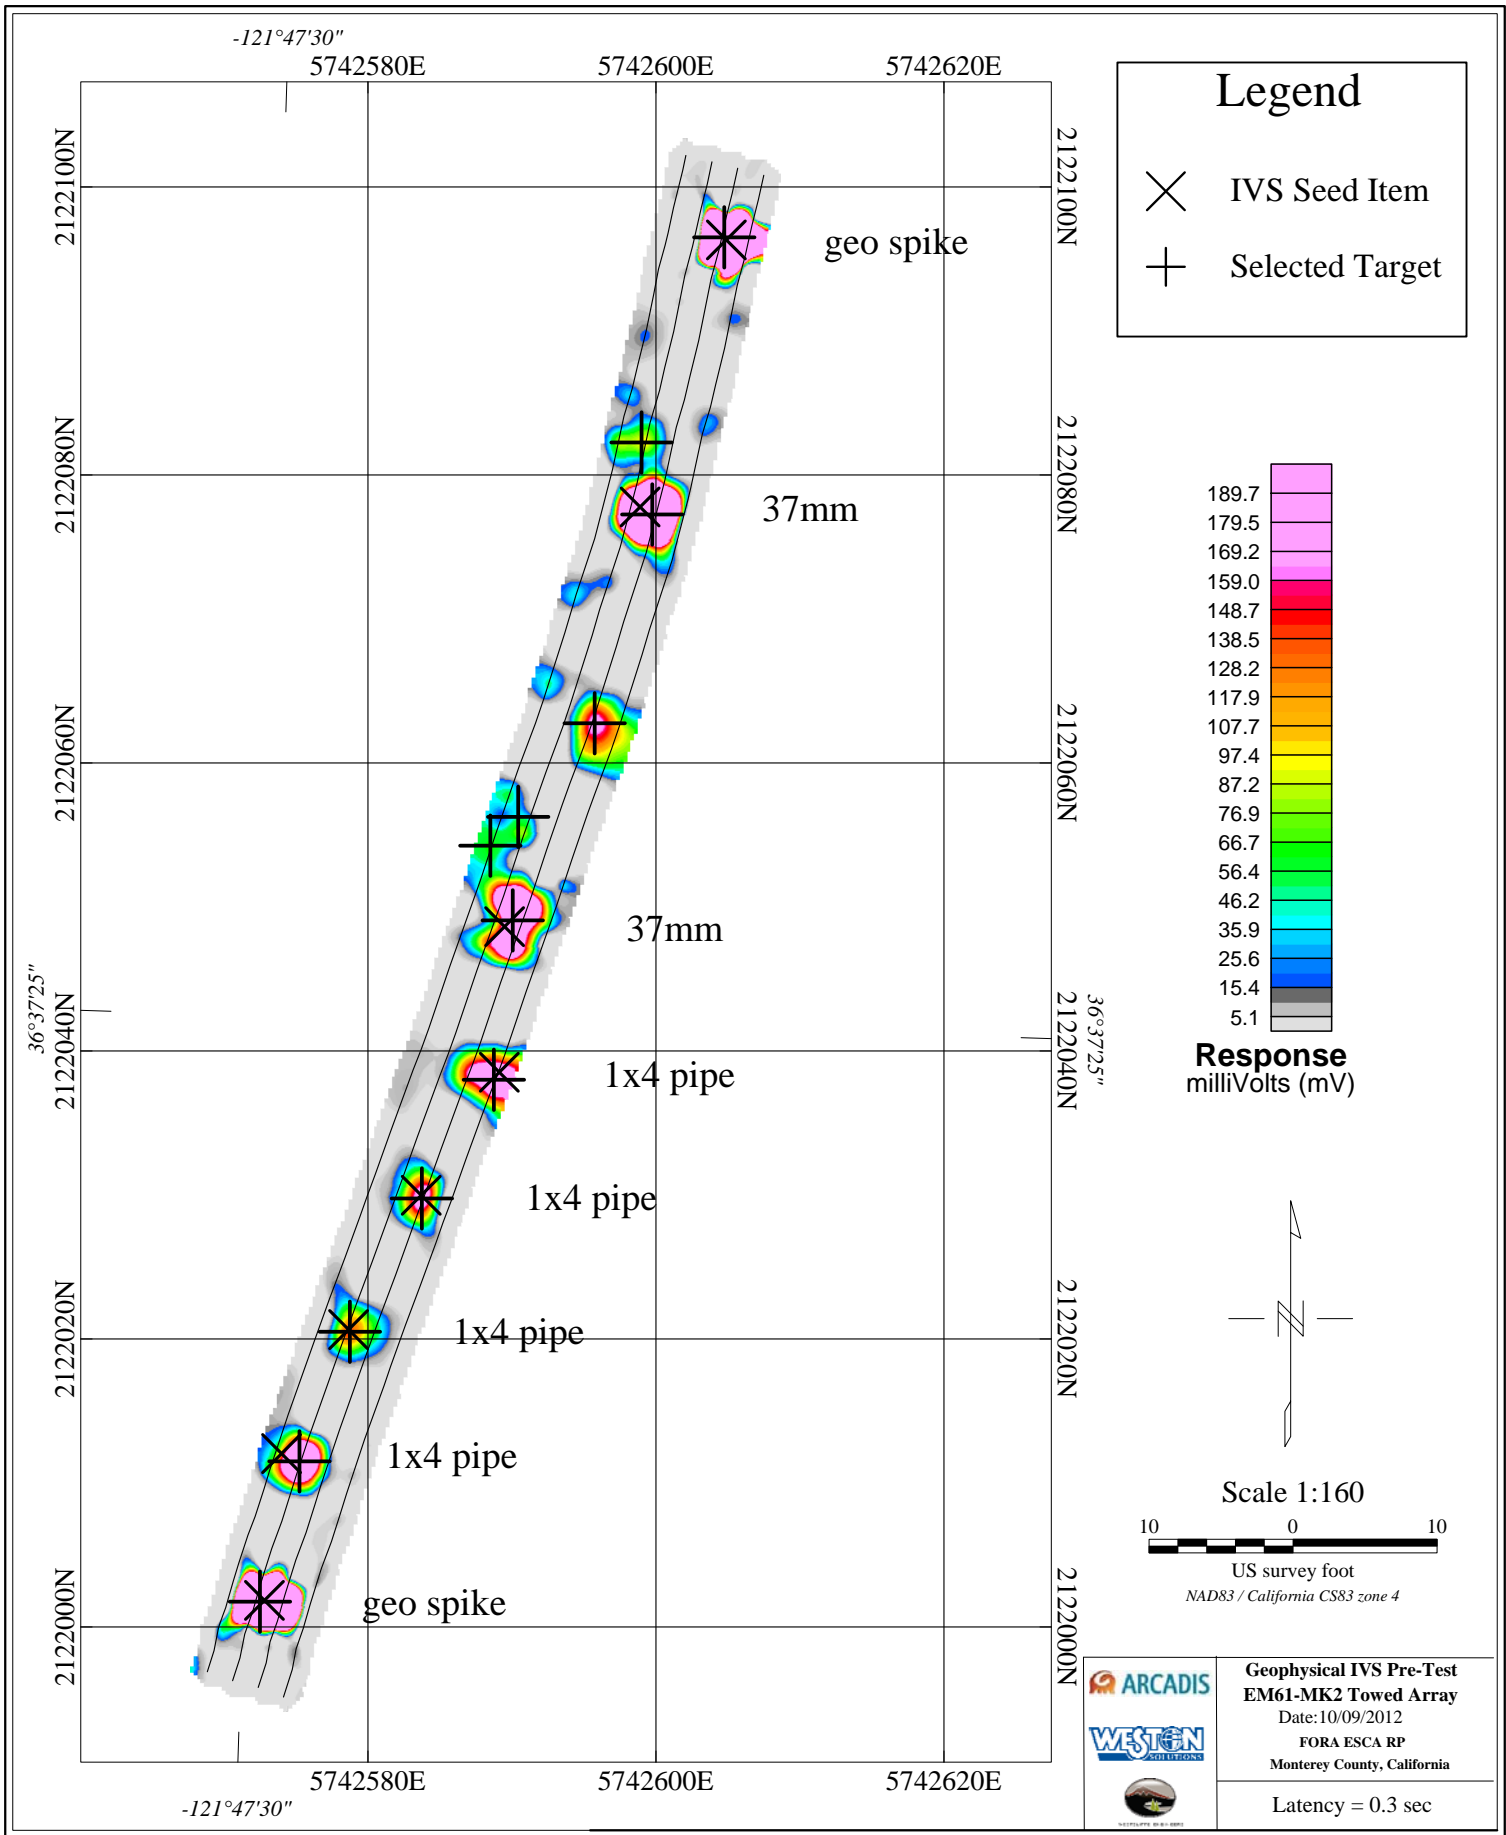 -121°47'30"
5742580E 5742600E 5742620E
2122100N 2122100N
2122080N 2122080N
2122060N 2122060N
2122040N 2122040N
2122020N 2122020N
2122000N 2122000N
36°37'25" 36°37'25"
geo spike
37mm
37mm
1x4 pipe
1x4 pipe
1x4 pipe
1x4 pipe
geo spike
5742580E 5742600E 5742620E
-121°47'30"
Legend
IVS Seed Item
Selected Target
189.7
179.5
169.2
159.0
148.7
138.5
128.2
117.9
107.7
97.4
87.2
76.9
66.7
56.4
46.2
35.9
25.6
15.4
5.1
Response
milliVolts (mV)
N
Scale 1:160
10 0 10
US survey foot
NAD83 / California CS83 zone 4
ARCADIS
WESTON
SOLUTIONS
Geophysical IVS Pre-Test
EM61-MK2 Towed Array
Date:10/09/2012
FORA ESCA RP
Monterey County, California
Latency = 0.3 sec